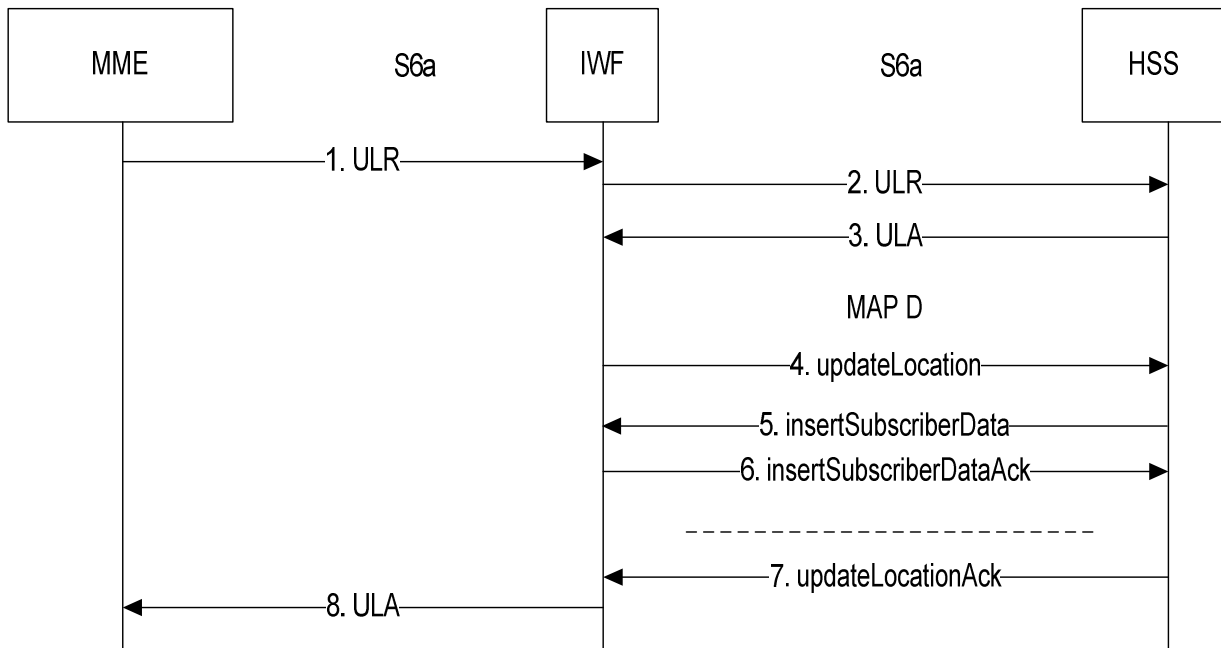 MME
S6a
IWF
S6a
HSS
1. ULR
2. ULR
3. ULA
MAP D
4. updateLocation
5. insertSubscriberData
6. insertSubscriberDataAck
7. updateLocationAck
8. ULA